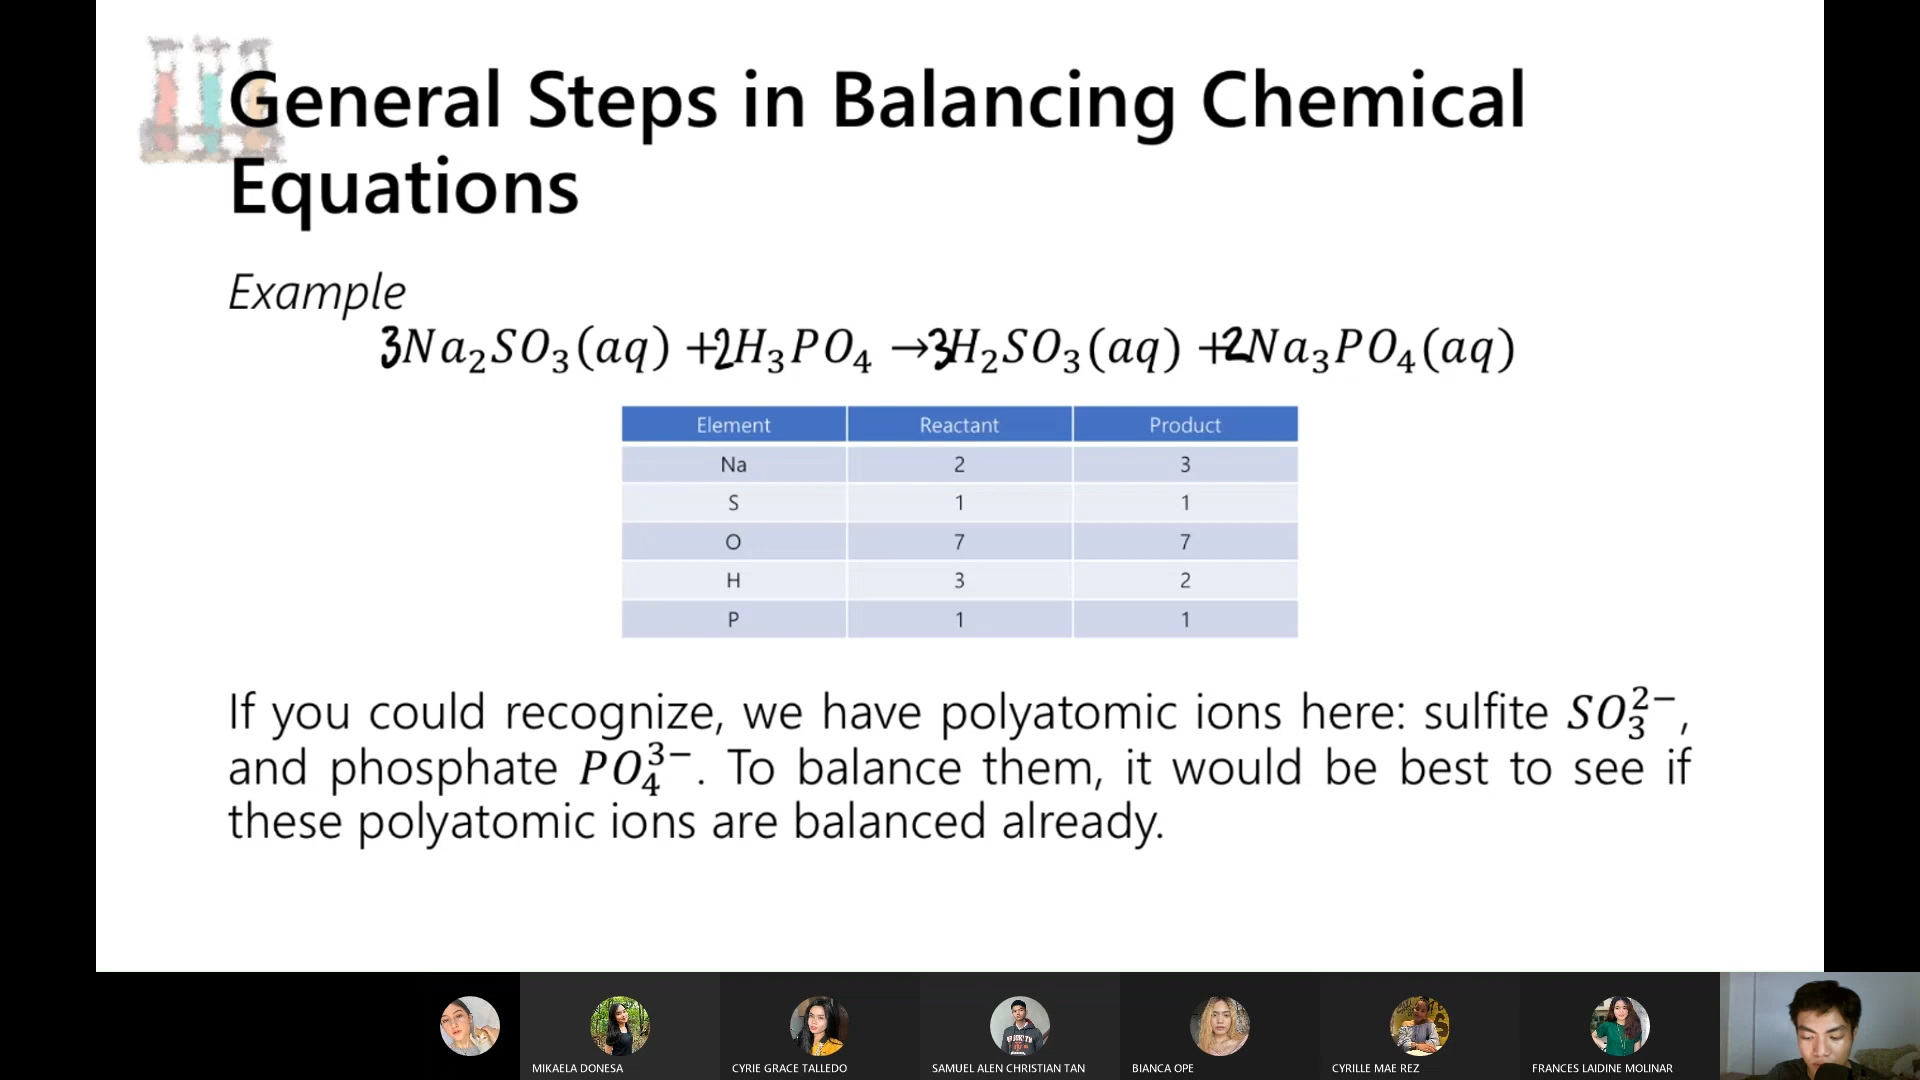 General Steps in Balancing Chemical
Equations
Example
3Na₂SO₃(aq) +2H₃PO₄ →3H₂SO₃(aq) +2Na₃PO₄(aq)
Element Reactant Product
Na 2 3
S 1 1
O 7 7
H 3 2
P 1 1
If you could recognize, we have polyatomic ions here: sulfite SO₃²⁻,
and phosphate PO₄³⁻. To balance them, it would be best to see if
these polyatomic ions are balanced already.
MIKAELA DONESA CYRIE GRACE TALLEDO SAMUEL ALEN CHRISTIAN TAN BIANCA OPE CYRILLE MAE REZ FRANCES LAIDINE MOLINAR